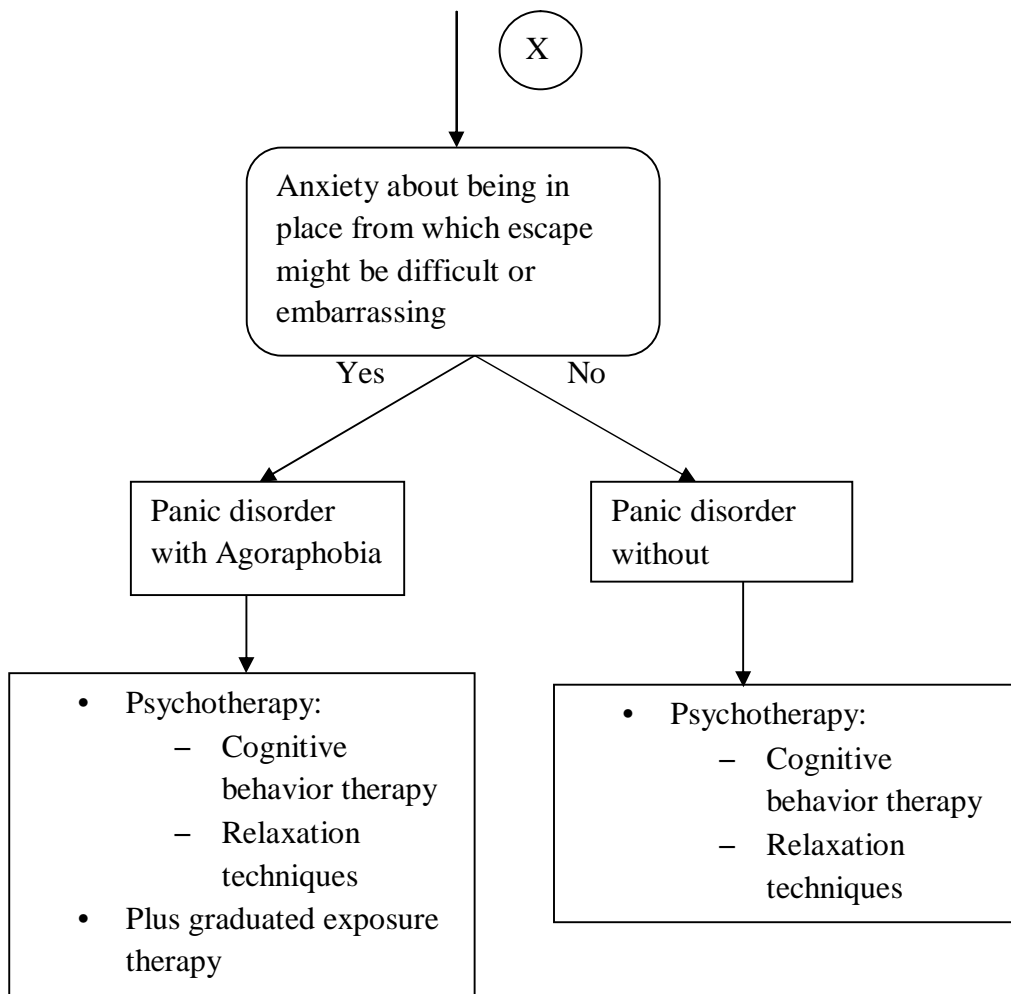 X
Anxiety about being in
place from which escape
might be difficult or
embarrassing
Yes
No
Panic disorder
with Agoraphobia
Panic disorder
without
• Psychotherapy:
– Cognitive
behavior therapy
– Relaxation
techniques
• Plus graduated exposure
therapy
• Psychotherapy:
– Cognitive
behavior therapy
– Relaxation
techniques